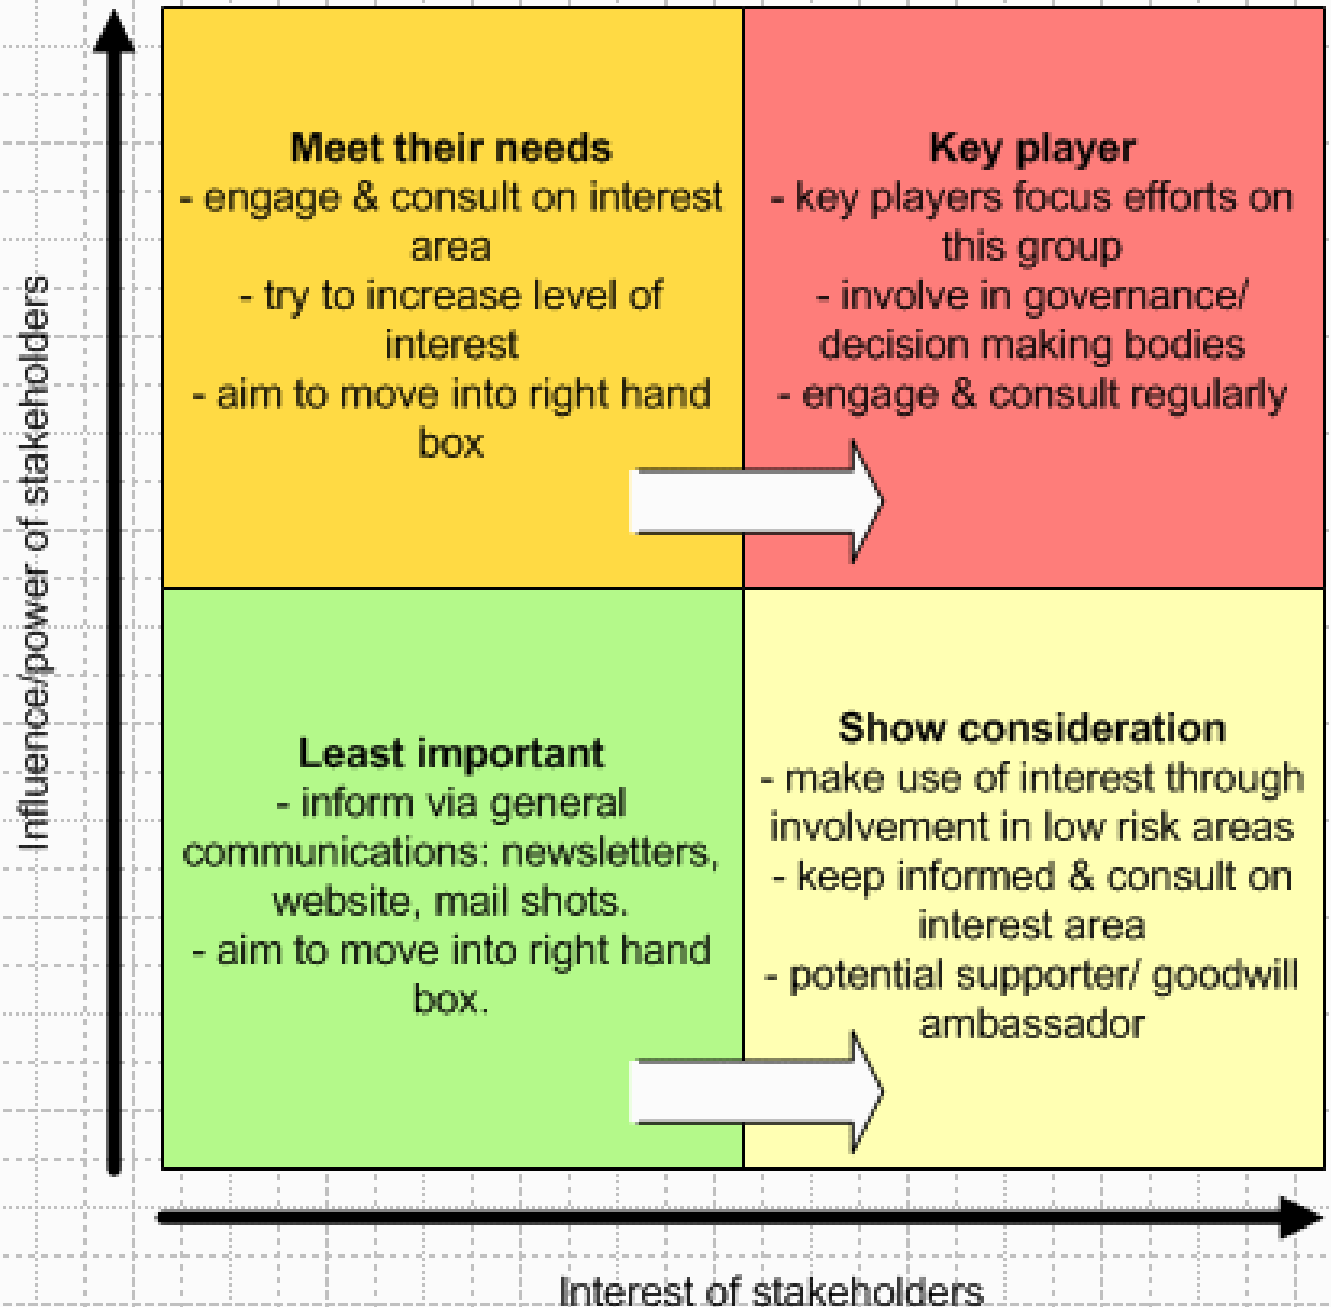 Influence/power of stakeholders
Meet their needs
- engage & consult on interest
area
- try to increase level of
interest
- aim to move into right hand
box
Key player
- key players focus efforts on
this group
- involve in governance/
decision making bodies
- engage & consult regularly
Least important
- inform via general
communications: newsletters,
website, mail shots.
- aim to move into right hand
box.
Show consideration
- make use of interest through
involvement in low risk areas
- keep informed & consult on
interest area
- potential supporter/ goodwill
ambassador
Interest of stakeholders